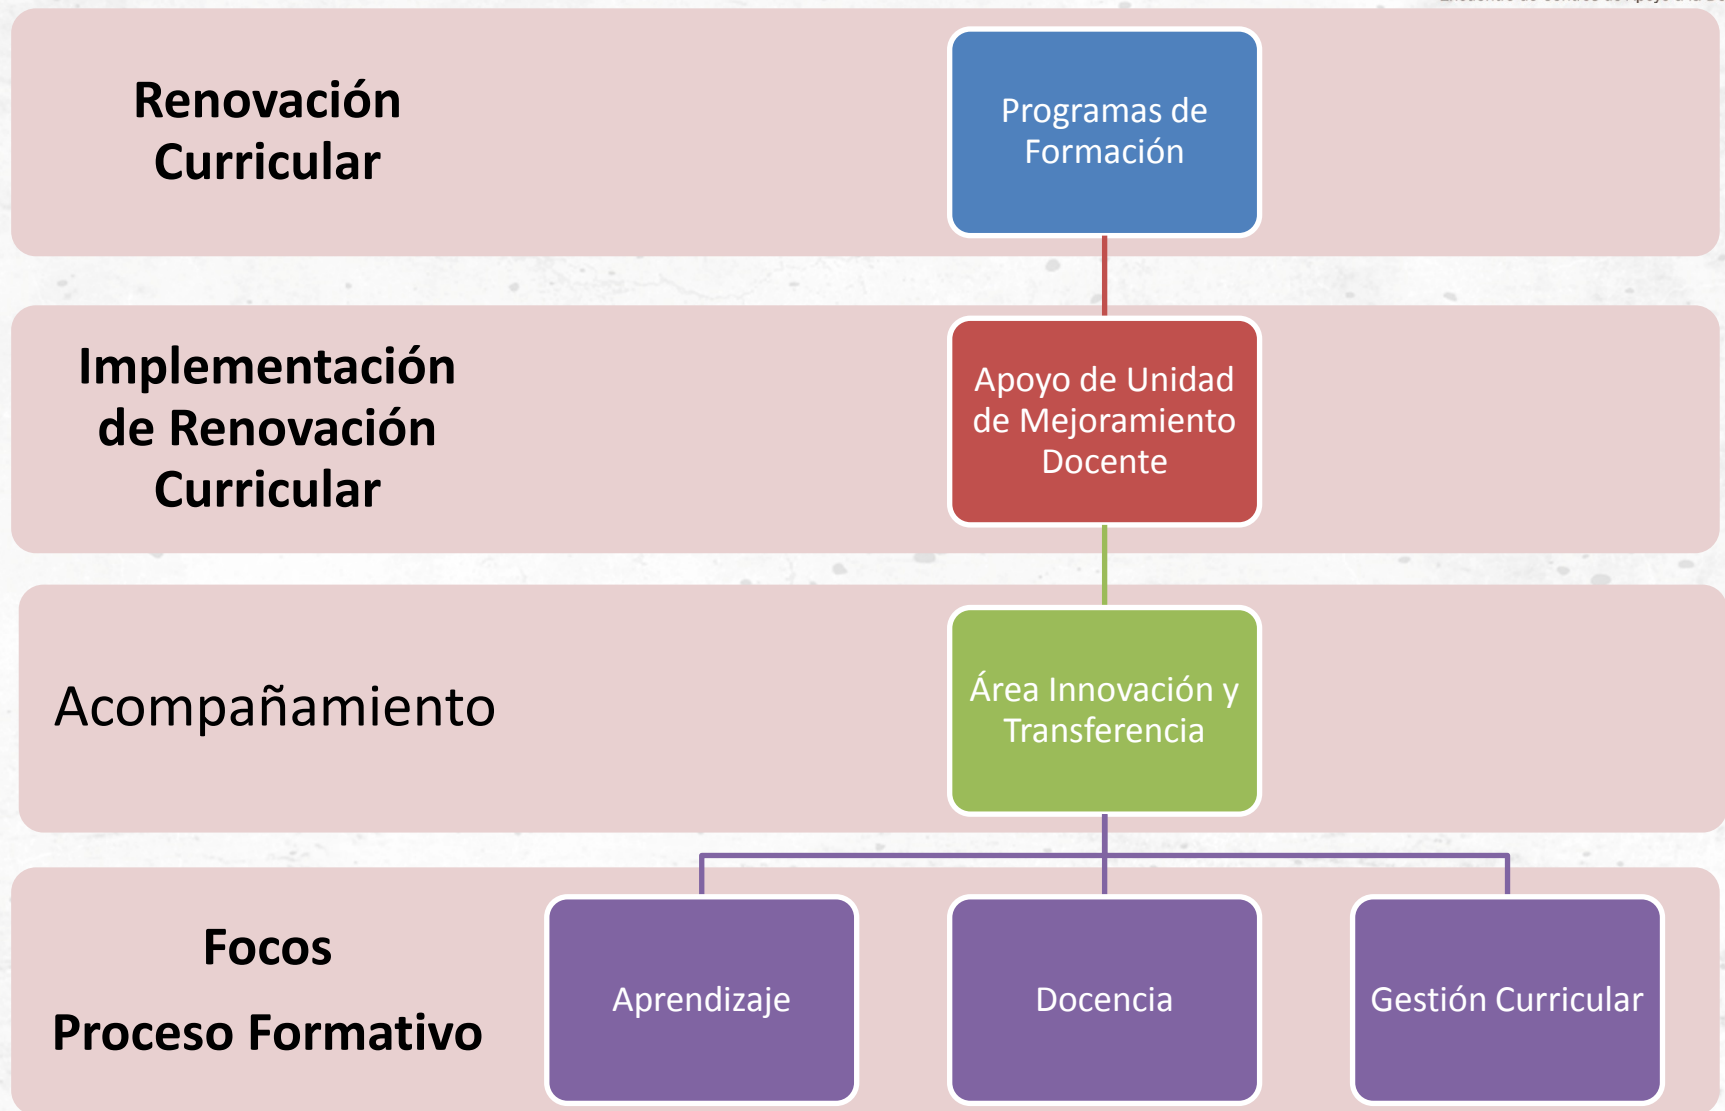 Renovación
Curricular
Programas de
Formación
Implementación
de Renovación
Curricular
Apoyo de Unidad
de Mejoramiento
Docente
Acompañamiento
Área Innovación y
Transferencia
Focos
Proceso Formativo
Aprendizaje
Docencia
Gestión Curricular